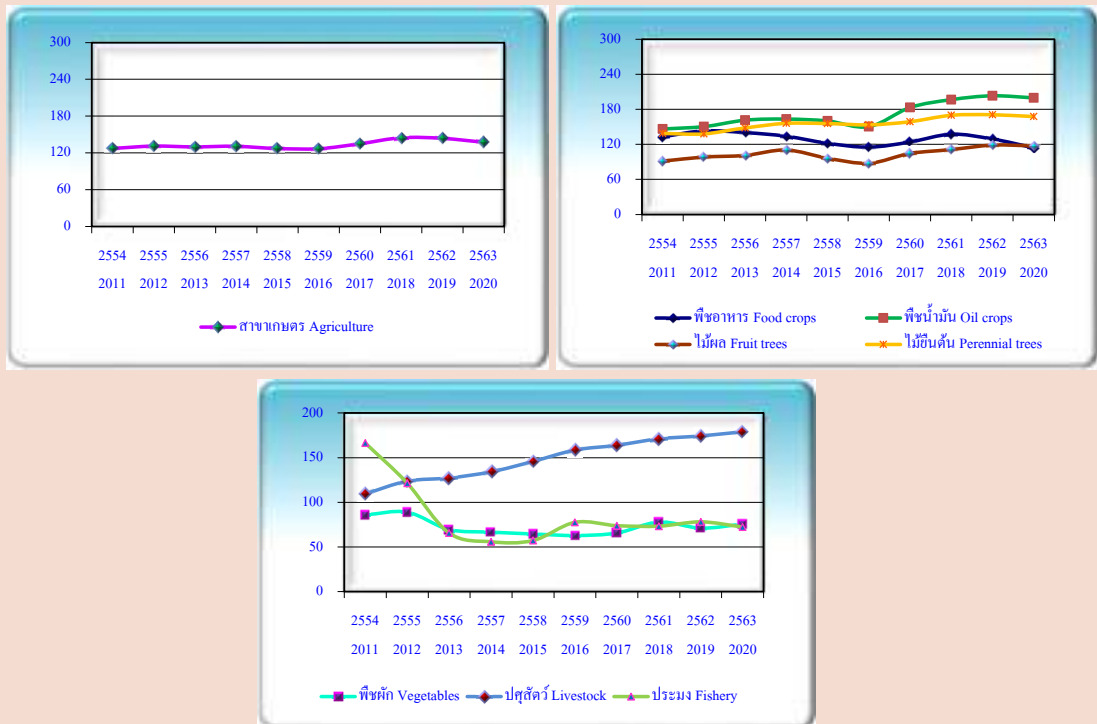 300
240
180
120
60
0
2554 2555 2556 2557 2558 2559 2560 2561 2562 2563
2011 2012 2013 2014 2015 2016 2017 2018 2019 2020
สาขาเกษตร Agriculture
300
240
180
120
60
0
2554 2555 2556 2557 2558 2559 2560 2561 2562 2563
2011 2012 2013 2014 2015 2016 2017 2018 2019 2020
พืชอาหาร Food crops พืชน้ำมัน Oil crops
ไม้ผล Fruit trees ไม้ยืนต้น Perennial trees
200
150
100
50
0
2554 2555 2556 2557 2558 2559 2560 2561 2562 2563
2011 2012 2013 2014 2015 2016 2017 2018 2019 2020
พืชผัก Vegetables ปศุสัตว์ Livestock ประมง Fishery